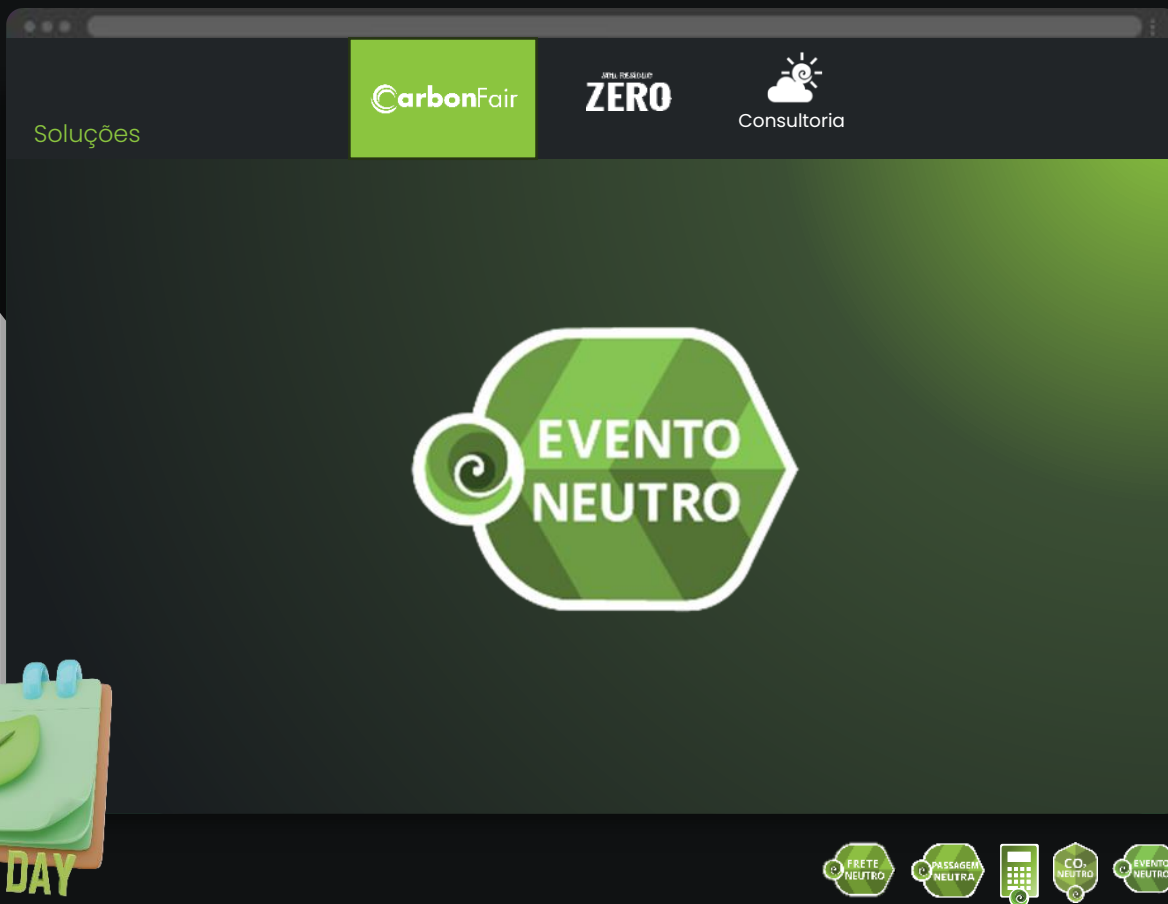 CarbonFair
ZERO
Consultoria
Soluções
EVENTO
NEUTRO
DAY
FRETE
NEUTRO
PASSAGEM
NEUTRA
CO₂
NEUTRO
EVENTO
NEUTRO